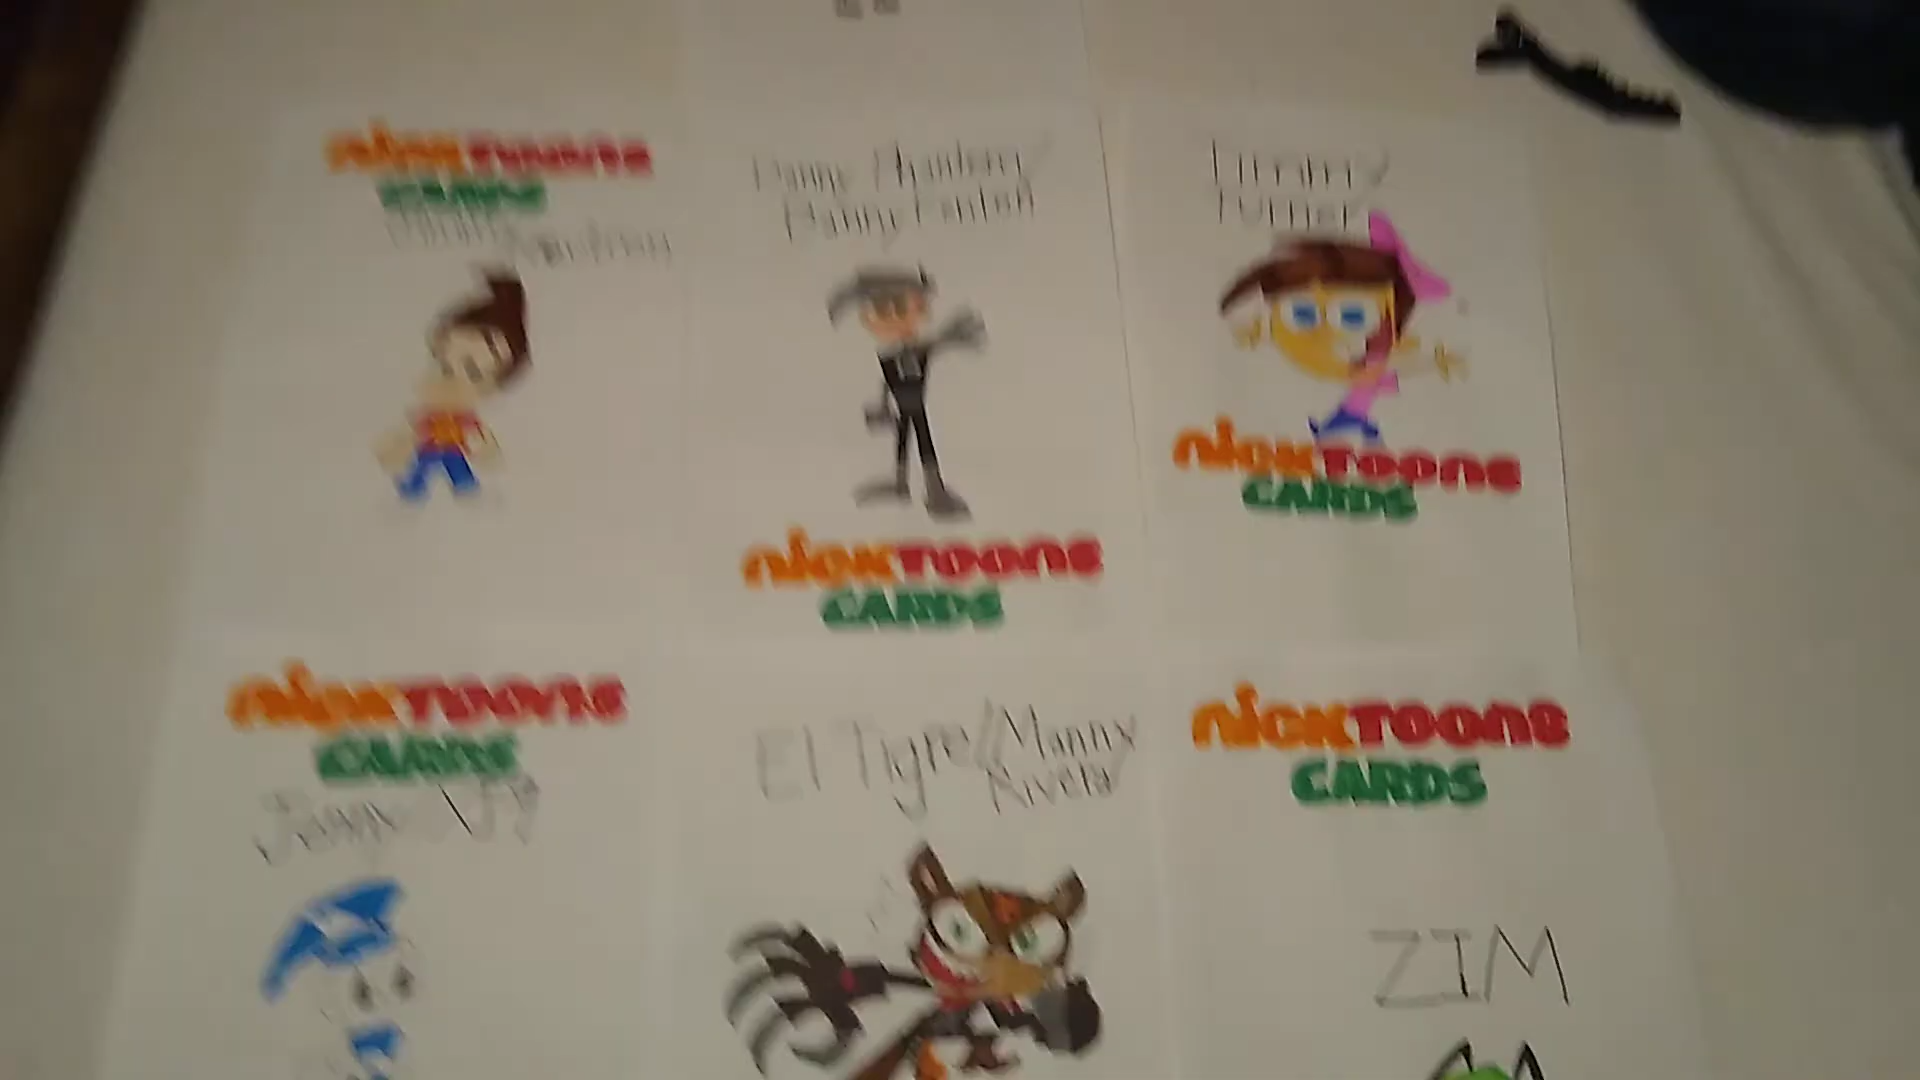 nickToons
CARDS
Neutron
Danny Phantom/
Danny Fenton
Timmy
Turner
nickToons
CARDS
nickToons
CARDS
nickToons
CARDS
El Tigre//Manny
Rivera
nickToons
CARDS
ZIM